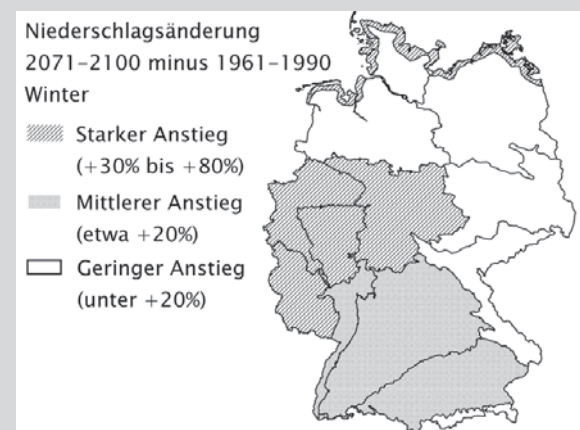 Niederschlagsänderung
2071–2100 minus 1961–1990
Winter
Starker Anstieg
(+30% bis +80%)
Mittlerer Anstieg
(etwa +20%)
Geringer Anstieg
(unter +20%)